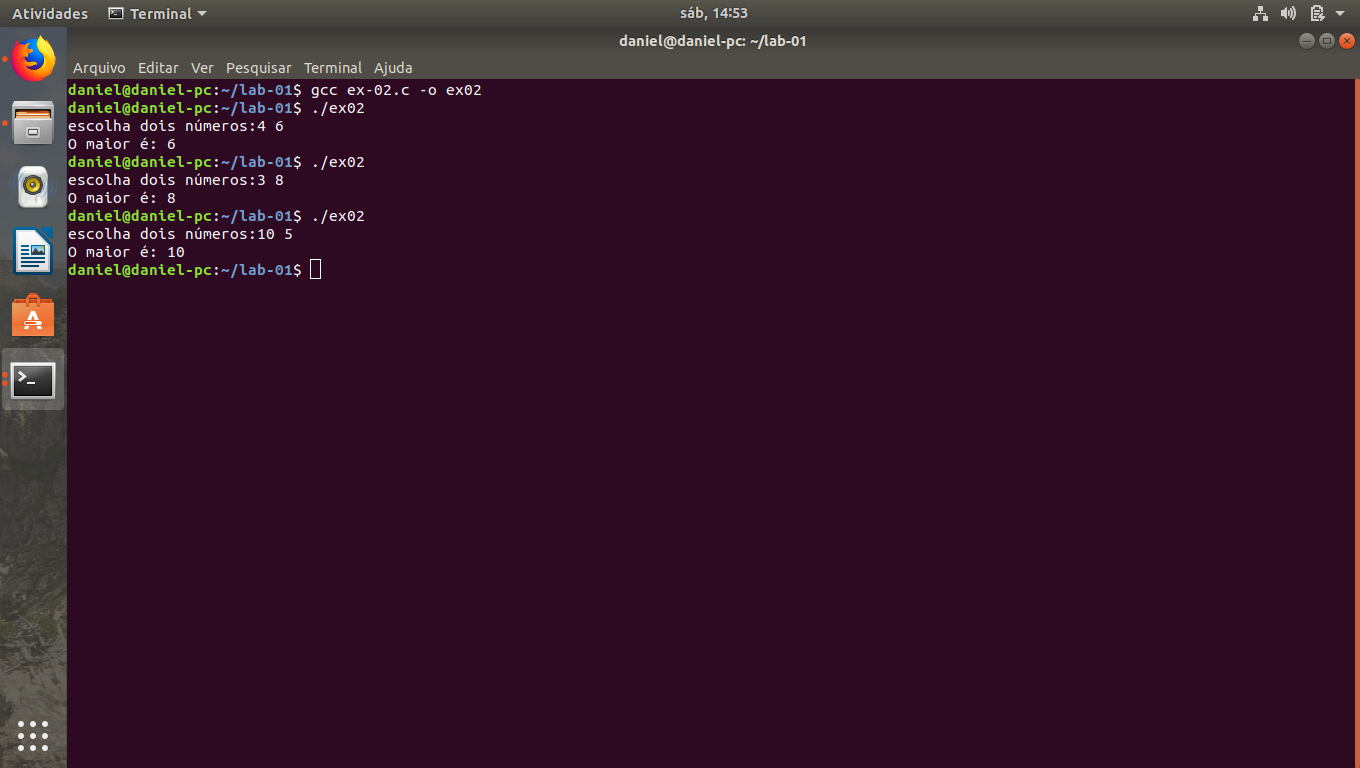 Atividades Terminal sáb, 14:53
daniel@daniel-pc: ~/lab-01
Arquivo Editar Ver Pesquisar Terminal Ajuda
daniel@daniel-pc:~/lab-01$ gcc ex-02.c -o ex02
daniel@daniel-pc:~/lab-01$ ./ex02
escolha dois números:4 6
O maior é: 6
daniel@daniel-pc:~/lab-01$ ./ex02
escolha dois números:3 8
O maior é: 8
daniel@daniel-pc:~/lab-01$ ./ex02
escolha dois números:10 5
O maior é: 10
daniel@daniel-pc:~/lab-01$